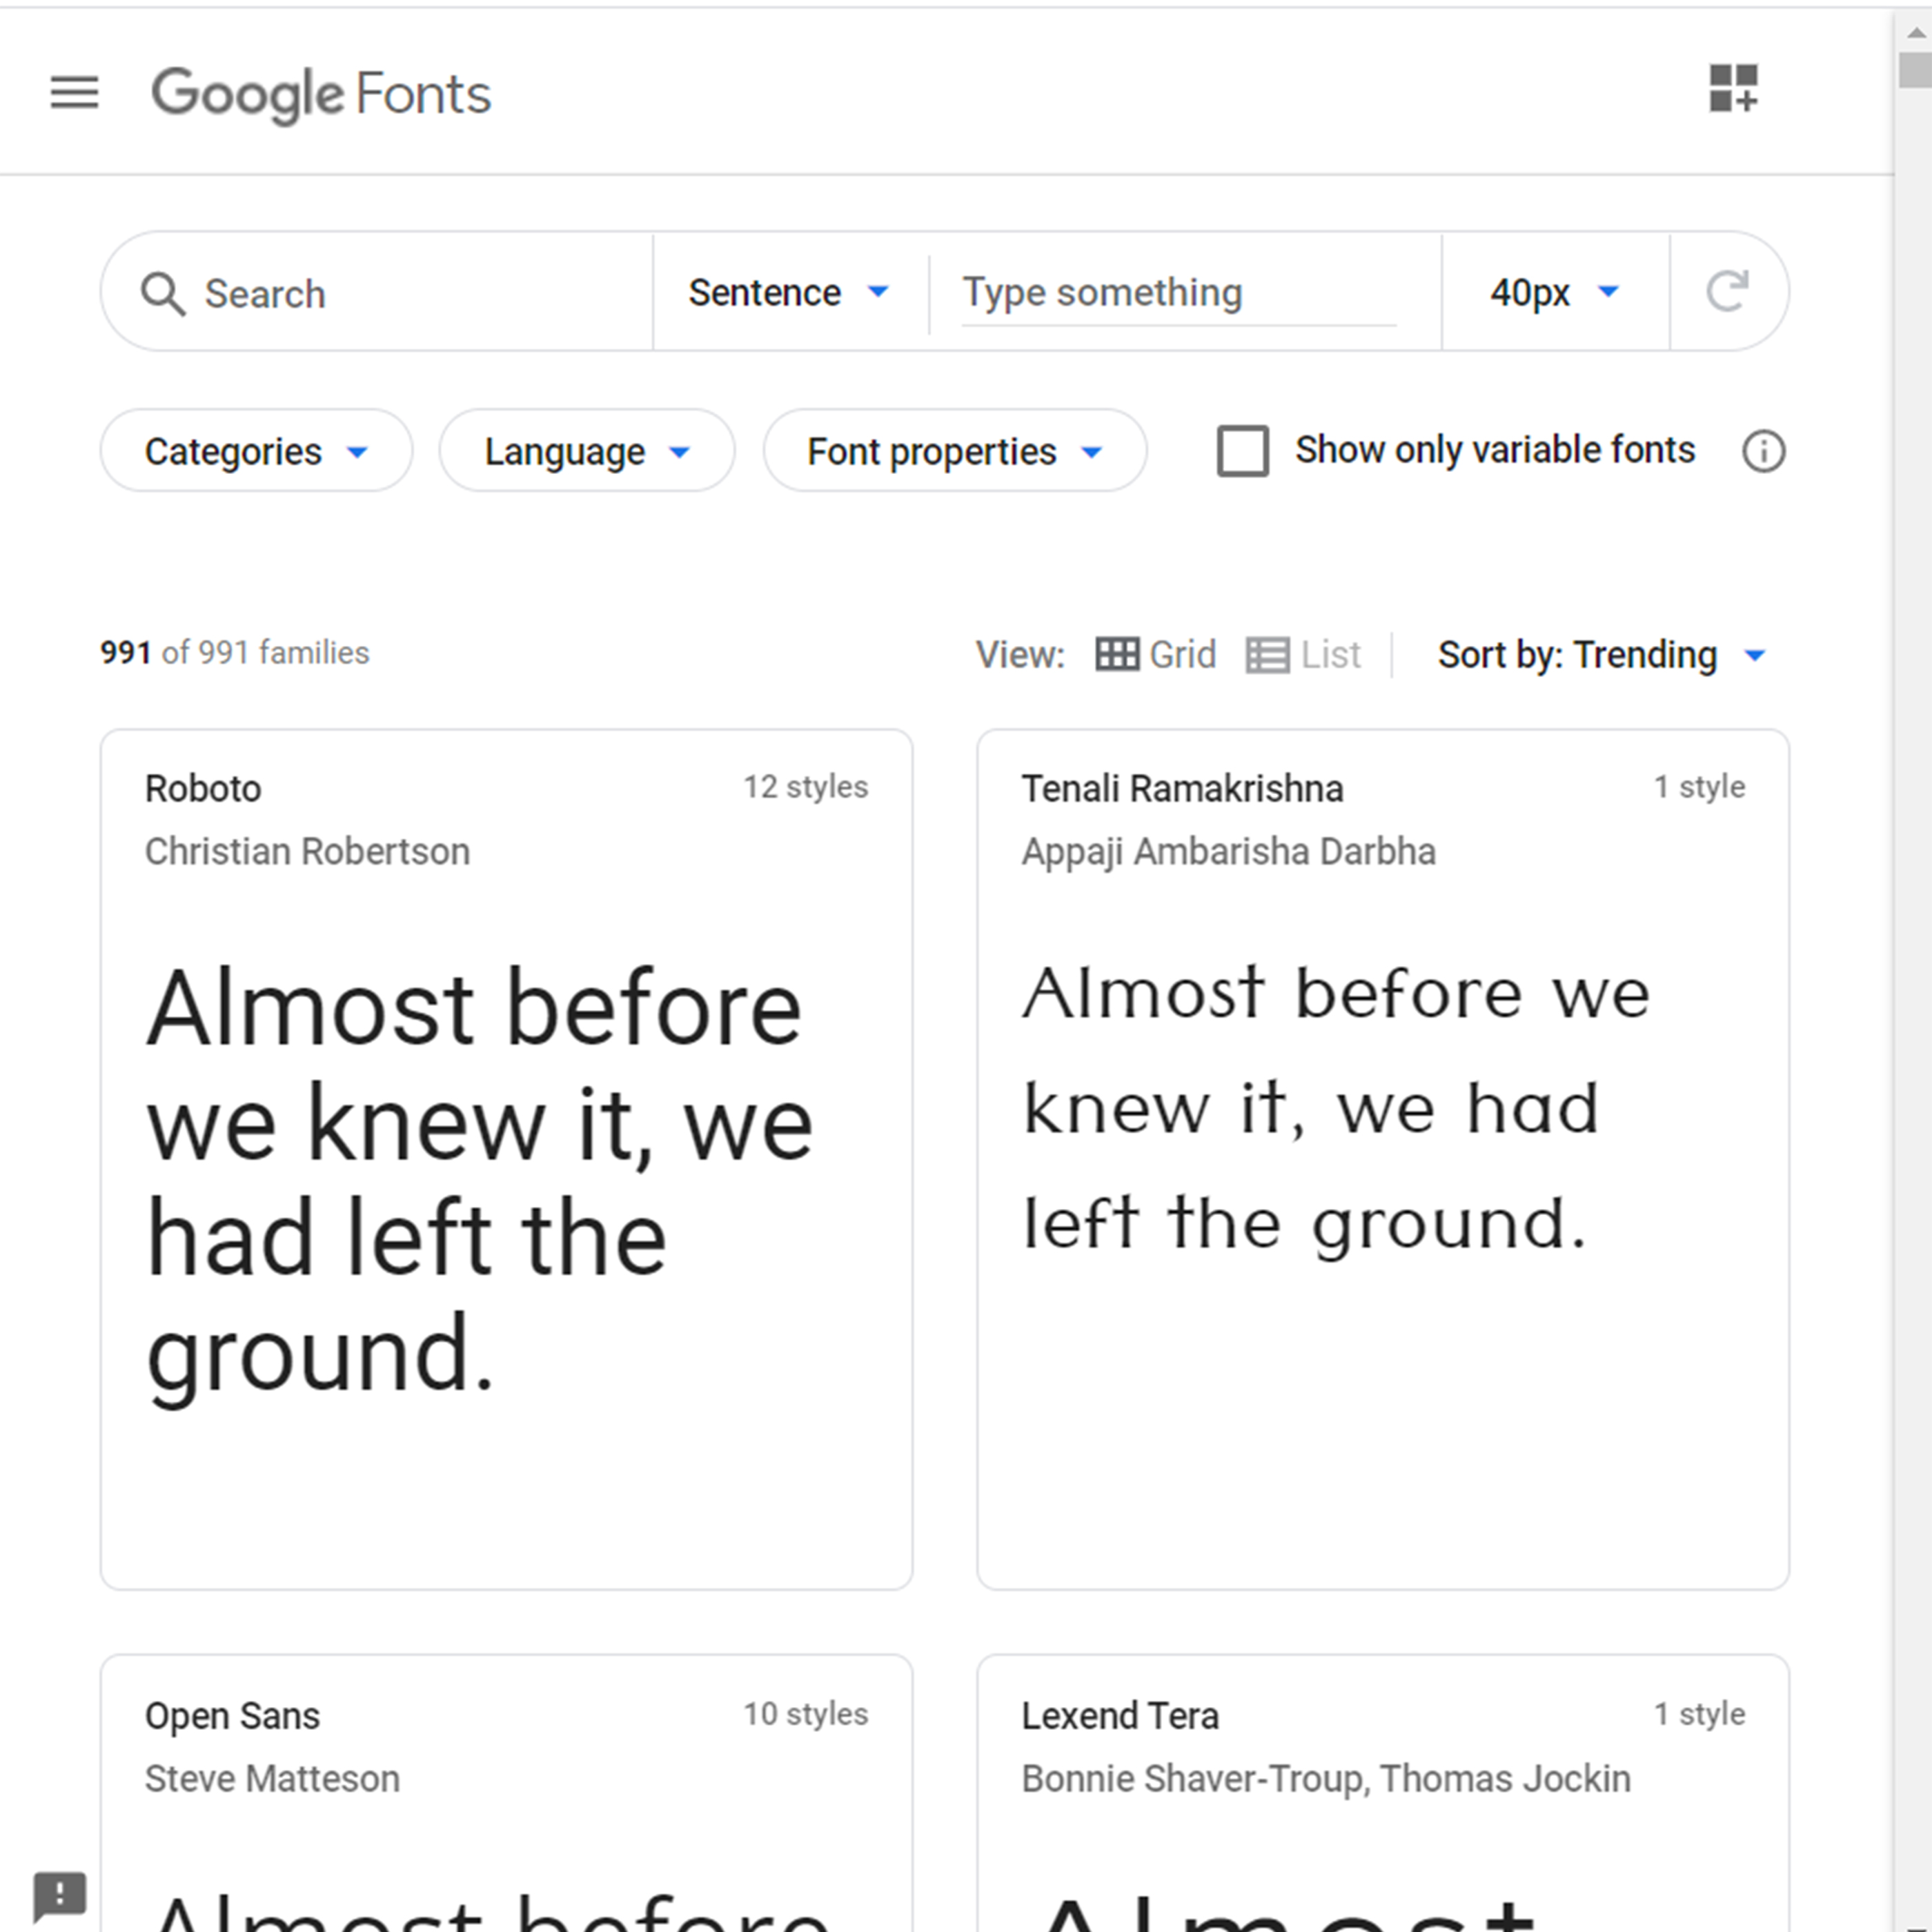 Google Fonts
Search
Sentence
Type something
40px
Categories
Language
Font properties
Show only variable fonts
991 of 991 families
View: Grid List
Sort by: Trending
Roboto
12 styles
Christian Robertson
Almost before
we knew it, we
had left the
ground.
Tenali Ramakrishna
1 style
Appaji Ambarisha Darbha
Almost before we
knew it, we had
left the ground.
Open Sans
10 styles
Steve Matteson
Almost before
Lexend Tera
1 style
Bonnie Shaver-Troup, Thomas Jockin
Almost